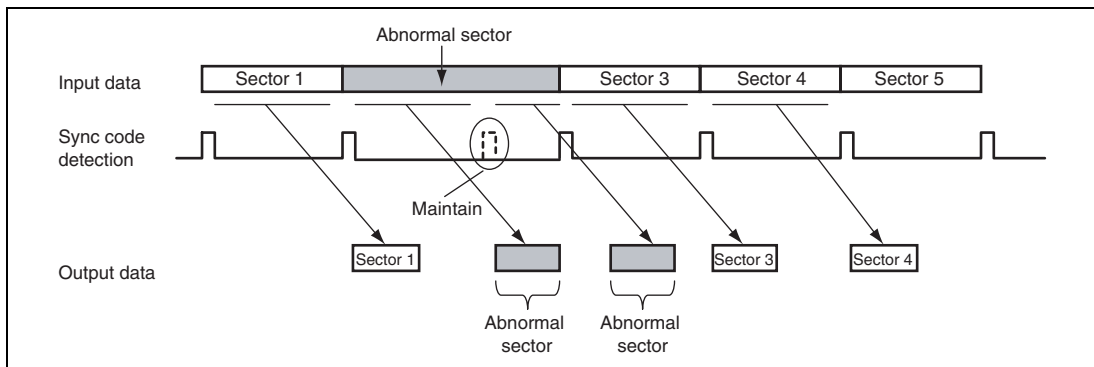 Abnormal sector
Input data
Sector 1
Sector 3
Sector 4
Sector 5
Sync code
detection
Maintain
Output data
Sector 1
Sector 3
Sector 4
Abnormal
sector
Abnormal
sector